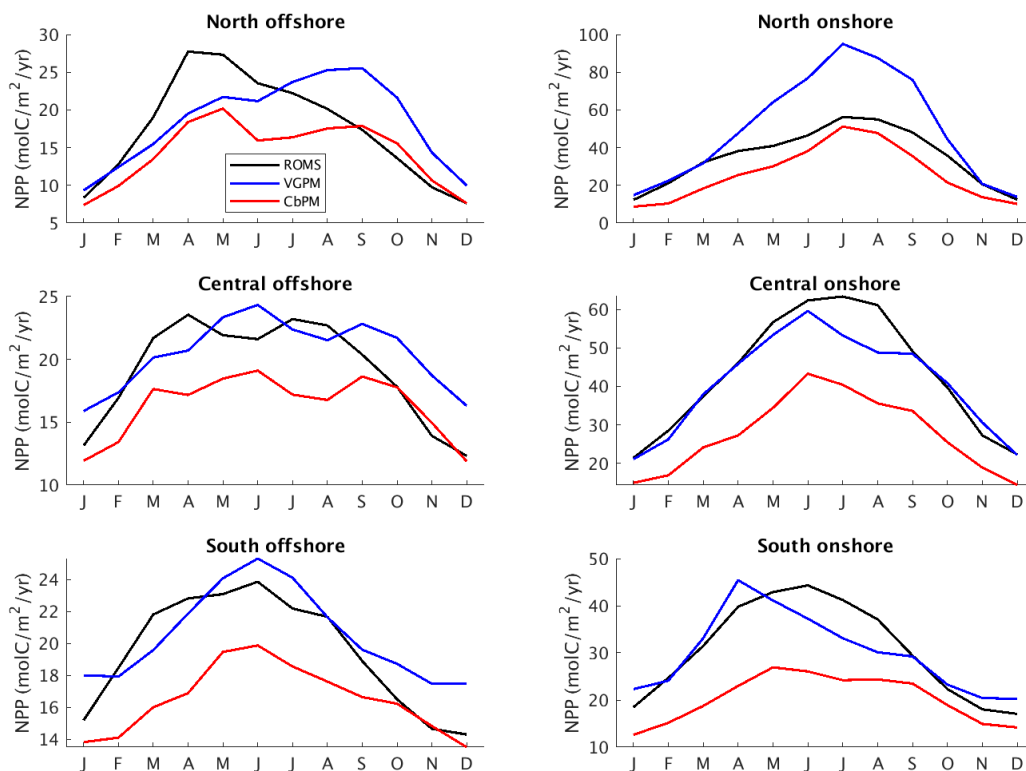 North offshore
NPP (molC/m²/yr)
30
25
20
15
10
5
ROMS
VGPM
CbPM
J F M A M J J A S O N D
North onshore
NPP (molC/m²/yr)
100
80
60
40
20
0
J F M A M J J A S O N D
Central offshore
NPP (molC/m²/yr)
25
20
15
10
J F M A M J J A S O N D
Central onshore
NPP (molC/m²/yr)
60
50
40
30
20
J F M A M J J A S O N D
South offshore
NPP (molC/m²/yr)
24
22
20
18
16
14
J F M A M J J A S O N D
South onshore
NPP (molC/m²/yr)
50
40
30
20
10
J F M A M J J A S O N D